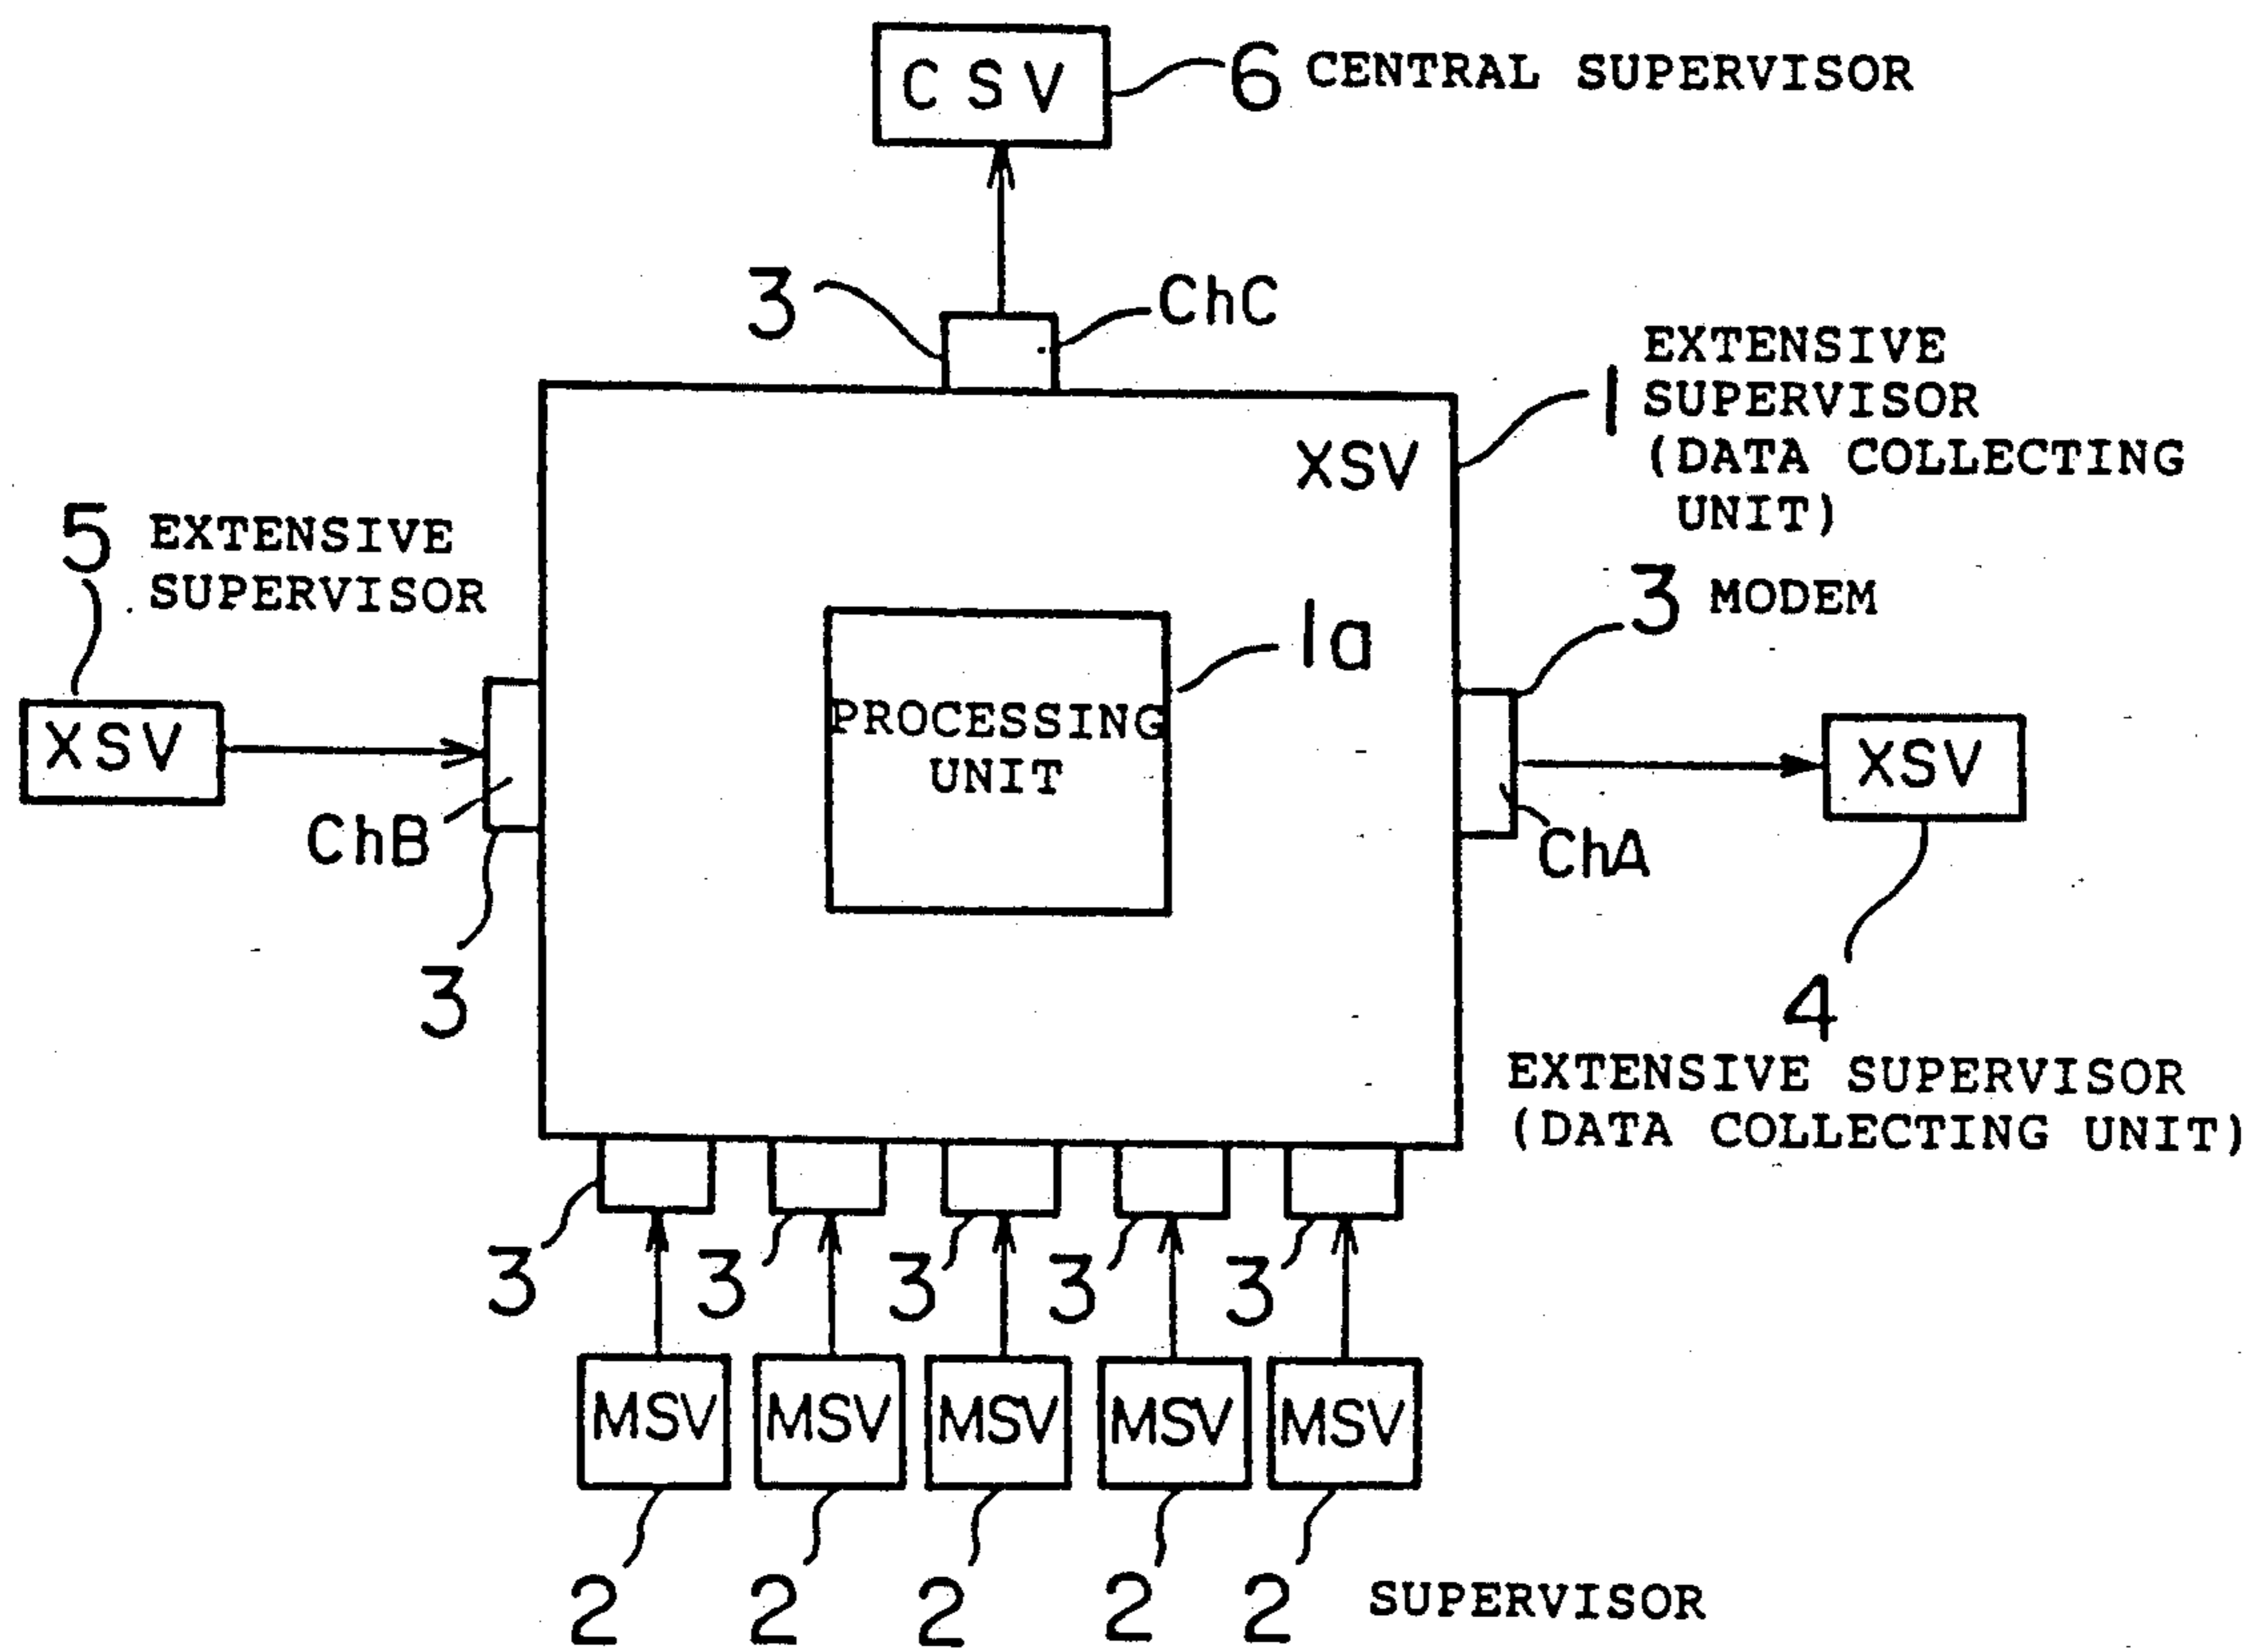 CSV
6 CENTRAL SUPERVISOR
3
ChC
1 EXTENSIVE
SUPERVISOR
(DATA COLLECTING
UNIT)
XSV
5 EXTENSIVE
SUPERVISOR
3 MODEM
1a
PROCESSING
UNIT
XSV
XSV
ChB
ChA
3
4
EXTENSIVE SUPERVISOR
(DATA COLLECTING UNIT)
3 3 3 3 3
MSV MSV MSV MSV MSV
2 2 2 2 2 SUPERVISOR